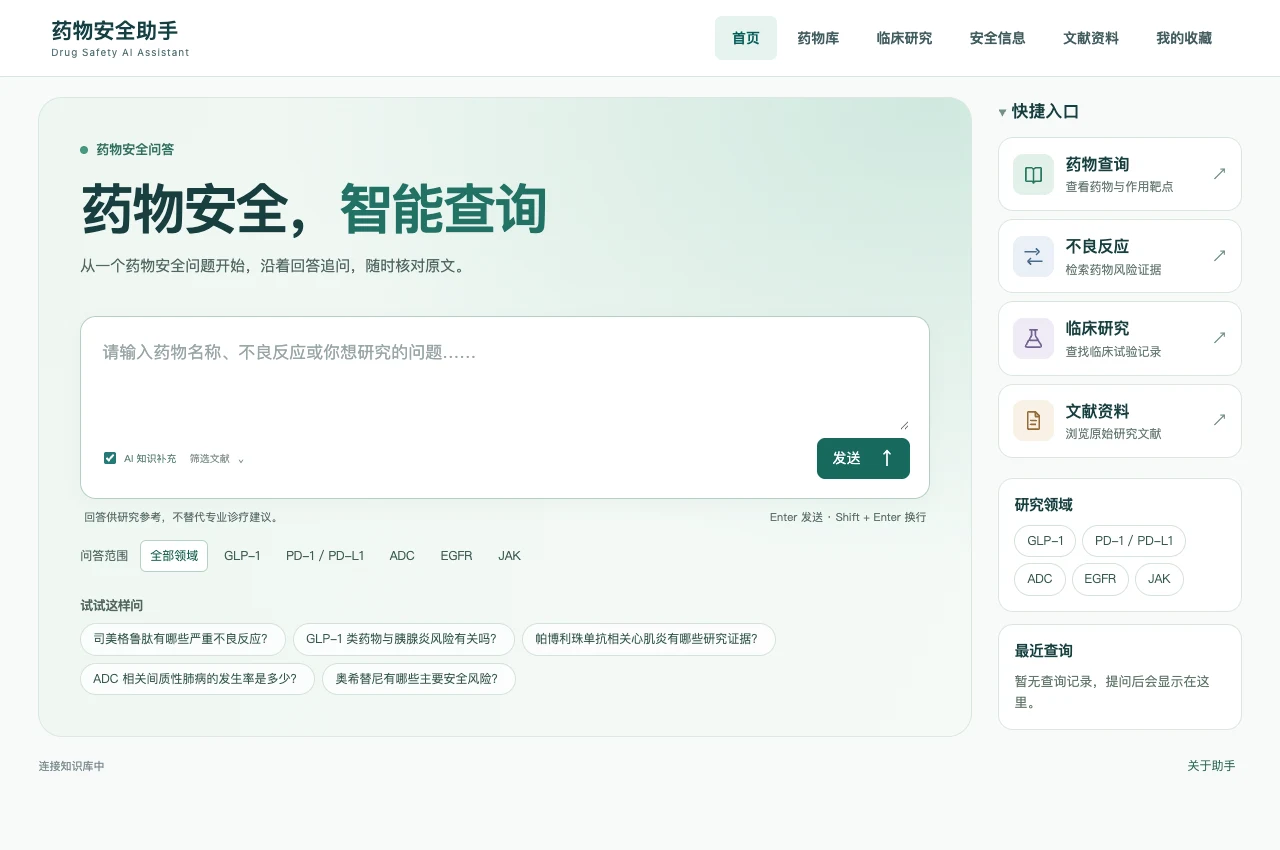 药物安全助手
Drug Safety AI Assistant
首页
药物库
临床研究
安全信息
文献资料
我的收藏
药物安全问答
药物安全，智能查询
从一个药物安全问题开始，沿着回答追问，随时核对原文。
请输入药物名称、不良反应或你想研究的问题……
AI 知识补充
筛选文献
发送 ↑
回答供研究参考，不替代专业诊疗建议。
Enter 发送 · Shift + Enter 换行
问答范围
全部领域
GLP-1
PD-1 / PD-L1
ADC
EGFR
JAK
试试这样问
司美格鲁肽有哪些严重不良反应？
GLP-1 类药物与胰腺炎风险有关吗？
帕博利珠单抗相关心肌炎有哪些研究证据？
ADC 相关间质性肺病的发生率是多少？
奥希替尼有哪些主要安全风险？
快捷入口
药物查询
查看药物与作用靶点
不良反应
检索药物风险证据
临床研究
查找临床试验记录
文献资料
浏览原始研究文献
研究领域
GLP-1
PD-1 / PD-L1
ADC
EGFR
JAK
最近查询
暂无查询记录，提问后会显示在这
里。
连接知识库中
关于助手